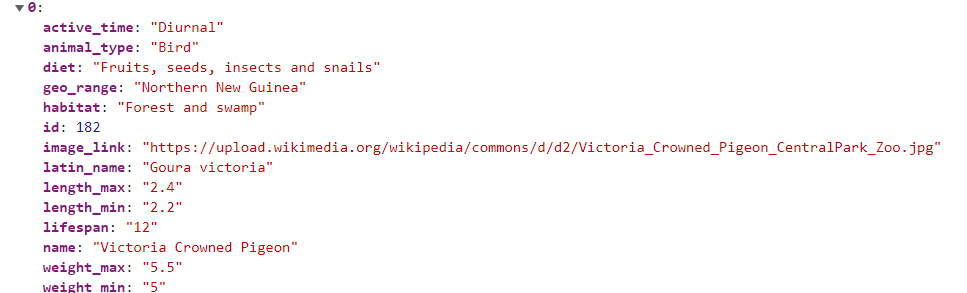 ▼0:
active_time: "Diurnal"
animal_type: "Bird"
diet: "Fruits, seeds, insects and snails"
geo_range: "Northern New Guinea"
habitat: "Forest and swamp"
id: 182
image_link: "https://upload.wikimedia.org/wikipedia/commons/d/d2/Victoria_Crowned_Pigeon_CentralPark_Zoo.jpg"
latin_name: "Goura victoria"
length_max: "2.4"
length_min: "2.2"
lifespan: "12"
name: "Victoria Crowned Pigeon"
weight_max: "5.5"
weight_min: "5"